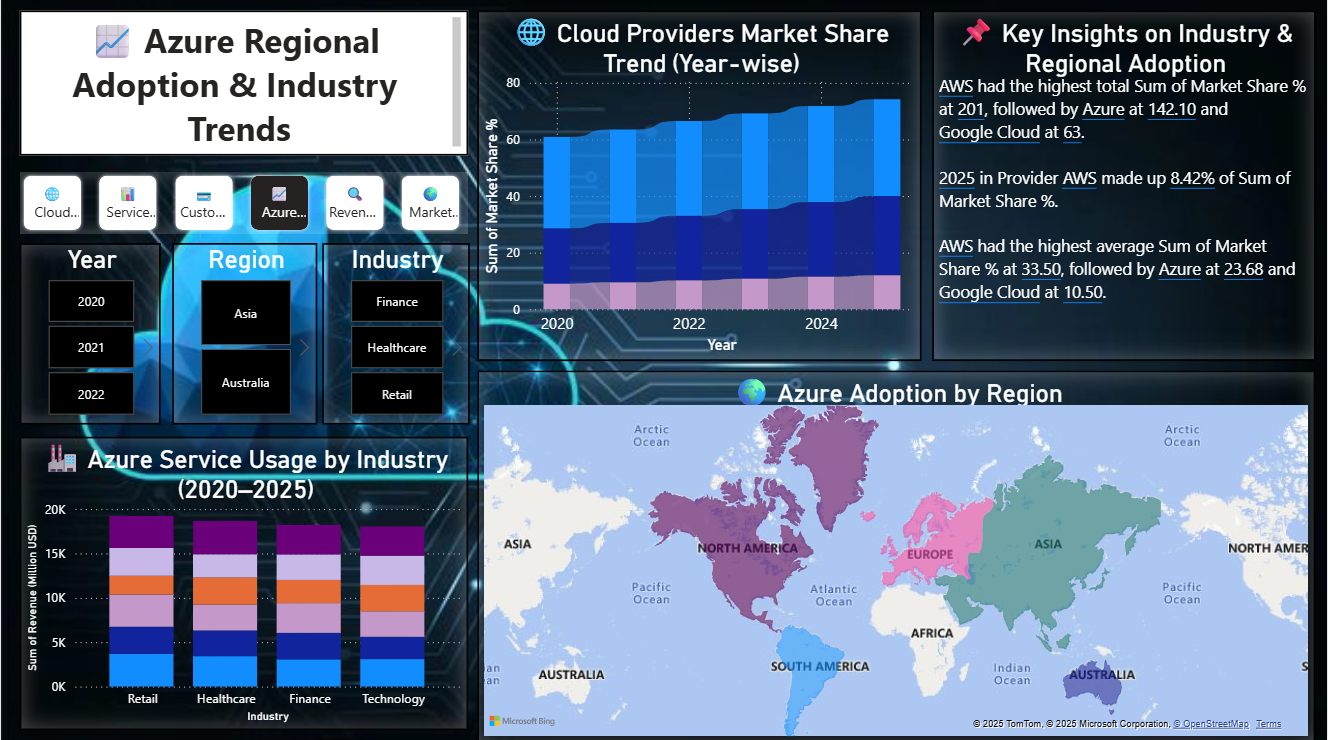 Azure Regional
Adoption & Industry
Trends
Cloud...
Service...
Custo...
Azure...
Reven...
Market...
Year
2020
2021
2022
Region
Asia
Australia
Industry
Finance
Healthcare
Retail
Azure Service Usage by Industry
(2020–2025)
Sum of Revenue (Million USD)
20K
15K
10K
5K
0K
Retail
Healthcare
Finance
Technology
Industry
Cloud Providers Market Share
Trend (Year-wise)
Sum of Market Share %
80
60
40
20
0
2020
2022
2024
Year
Key Insights on Industry &
Regional Adoption
AWS had the highest total Sum of Market Share %
at 201, followed by Azure at 142.10 and
Google Cloud at 63.
2025 in Provider AWS made up 8.42% of Sum of
Market Share %.
AWS had the highest average Sum of Market
Share % at 33.50, followed by Azure at 23.68 and
Google Cloud at 10.50.
Azure Adoption by Region
Arctic
Ocean
Arctic
Ocean
ASIA
NORTH AMERICA
EUROPE
ASIA
NORTH AMER
Pacific
Ocean
Atlantic
Ocean
Pacific
Ocean
AFRICA
an
AUSTRALIA
SOUTH AMERICA
Indian
Ocean
AUSTRALIA
S
Microsoft Bing
© 2025 TomTom, © 2025 Microsoft Corporation, © OpenStreetMap Terms